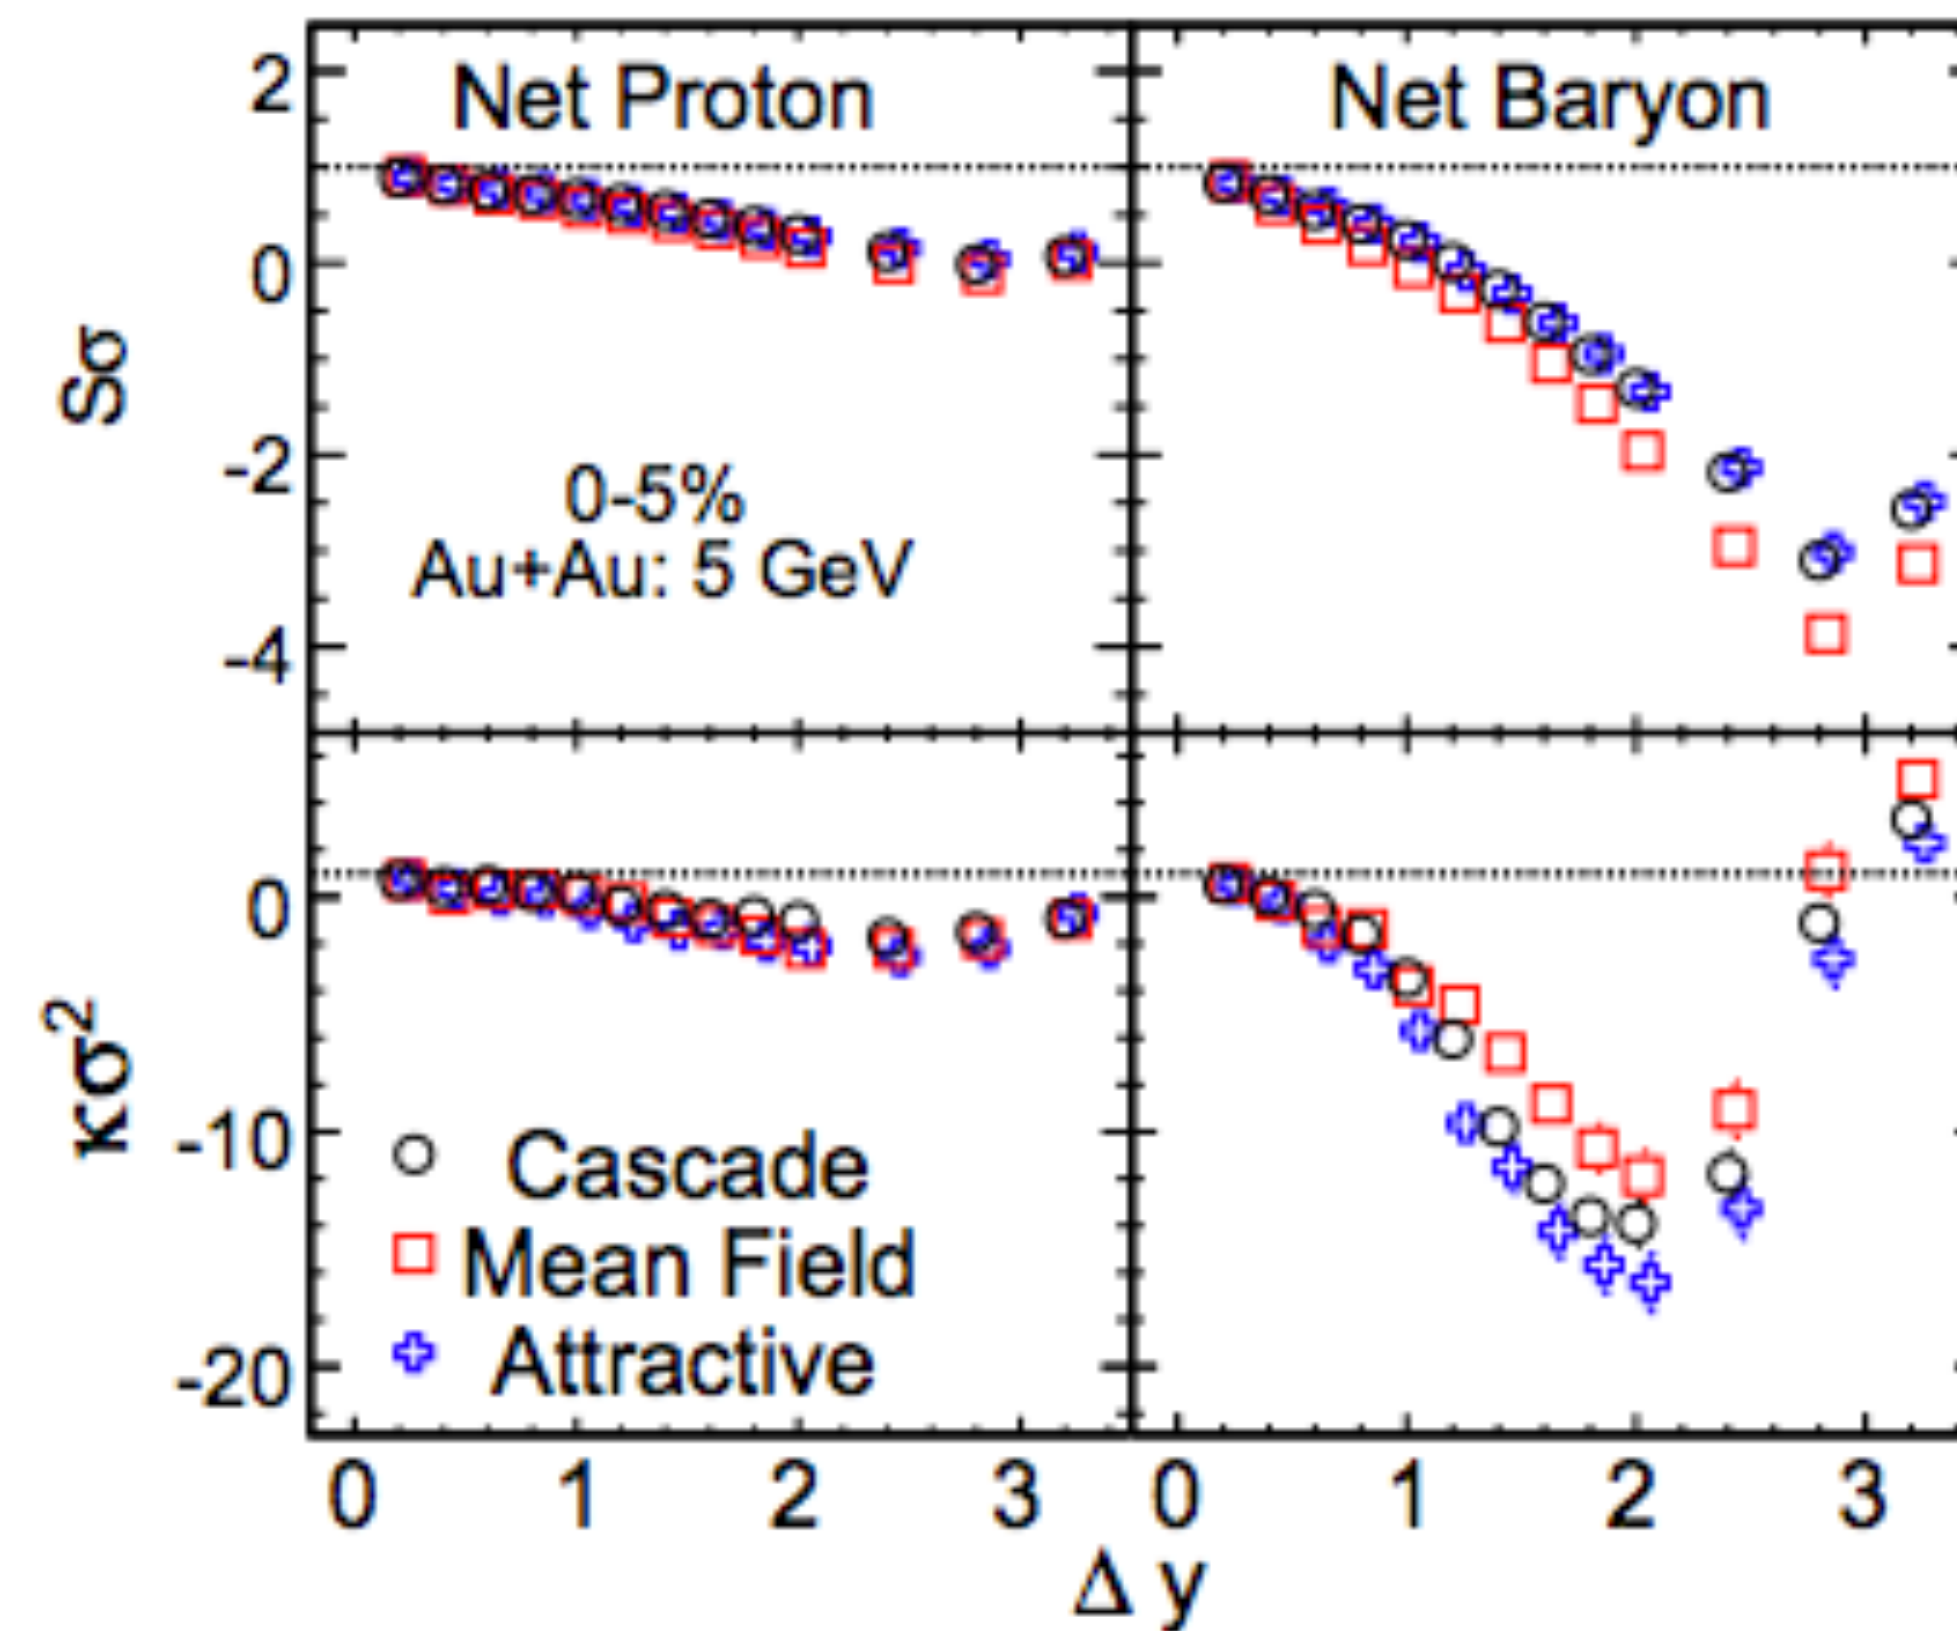 Net Proton
Net Baryon
2
0
-2
-4
Sσ
0-5%
Au+Au: 5 GeV
0
-10
-20
κσ²
Cascade
Mean Field
Attractive
0 1 2 3
0 1 2 3
Δ y